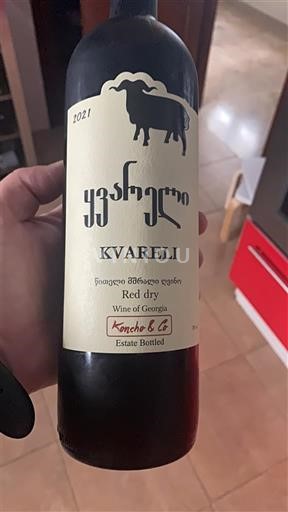 2021
ყვარელი
KVARELI
წითელი მშრალი ღვინო
Red dry
Wine of Georgia
Koncho & Co
Estate Bottled